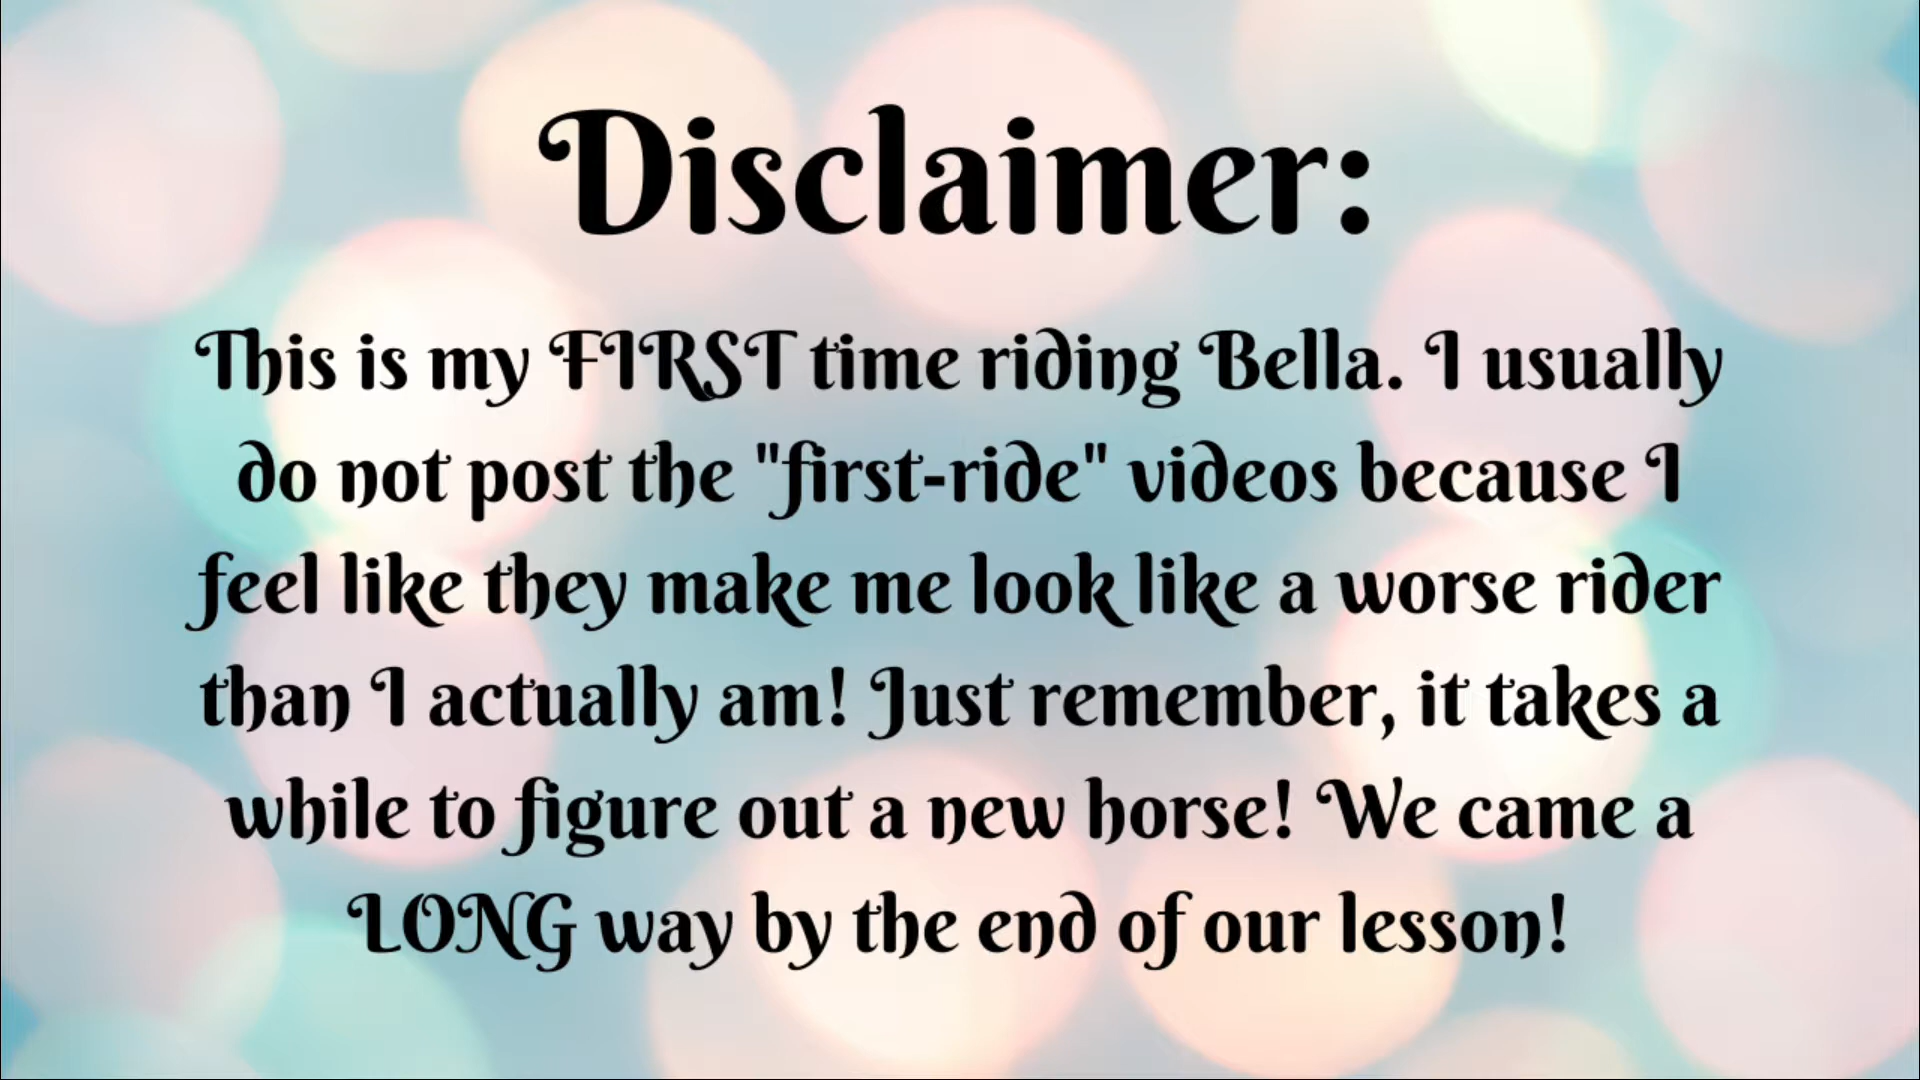 Disclaimer:
This is my FIRST time riding Bella. I usually
do not post the "first-ride" videos because I
feel like they make me look like a worse rider
than I actually am! Just remember, it takes a
while to figure out a new horse! We came a
LONG way by the end of our lesson!